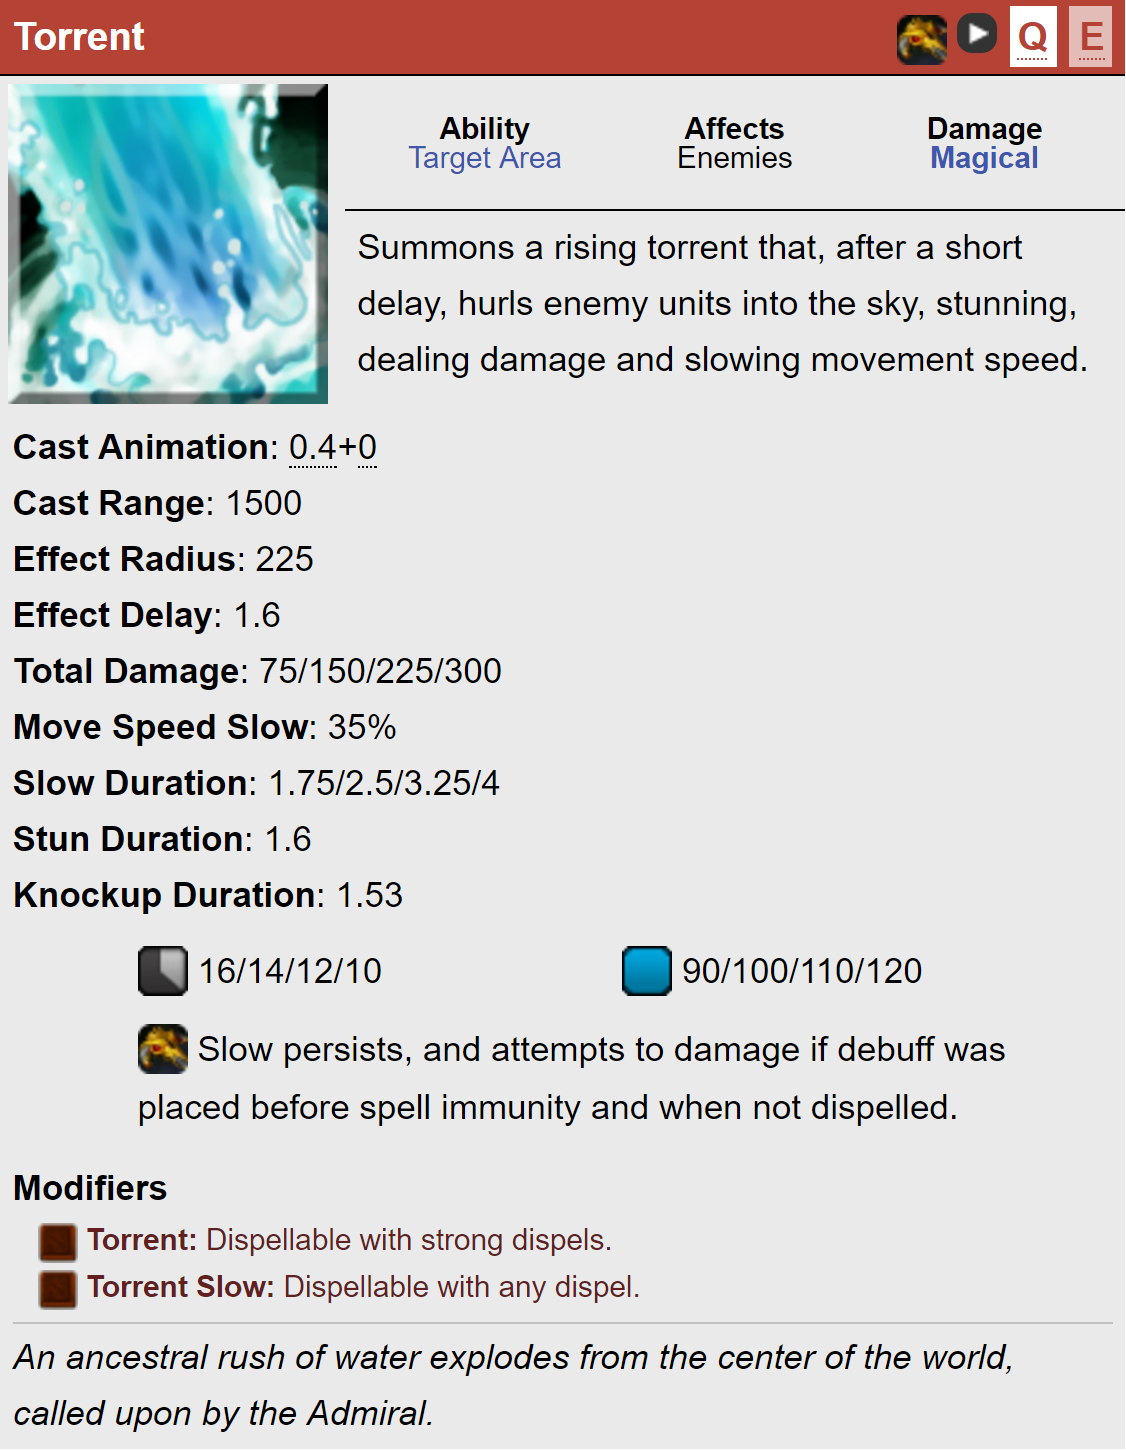 Torrent
Q E
Ability Affects Damage
Target Area Enemies Magical
Summons a rising torrent that, after a short
delay, hurls enemy units into the sky, stunning,
dealing damage and slowing movement speed.
Cast Animation: 0.4+0
Cast Range: 1500
Effect Radius: 225
Effect Delay: 1.6
Total Damage: 75/150/225/300
Move Speed Slow: 35%
Slow Duration: 1.75/2.5/3.25/4
Stun Duration: 1.6
Knockup Duration: 1.53
16/14/12/10 90/100/110/120
Slow persists, and attempts to damage if debuff was
placed before spell immunity and when not dispelled.
Modifiers
Torrent: Dispellable with strong dispels.
Torrent Slow: Dispellable with any dispel.
An ancestral rush of water explodes from the center of the world,
called upon by the Admiral.